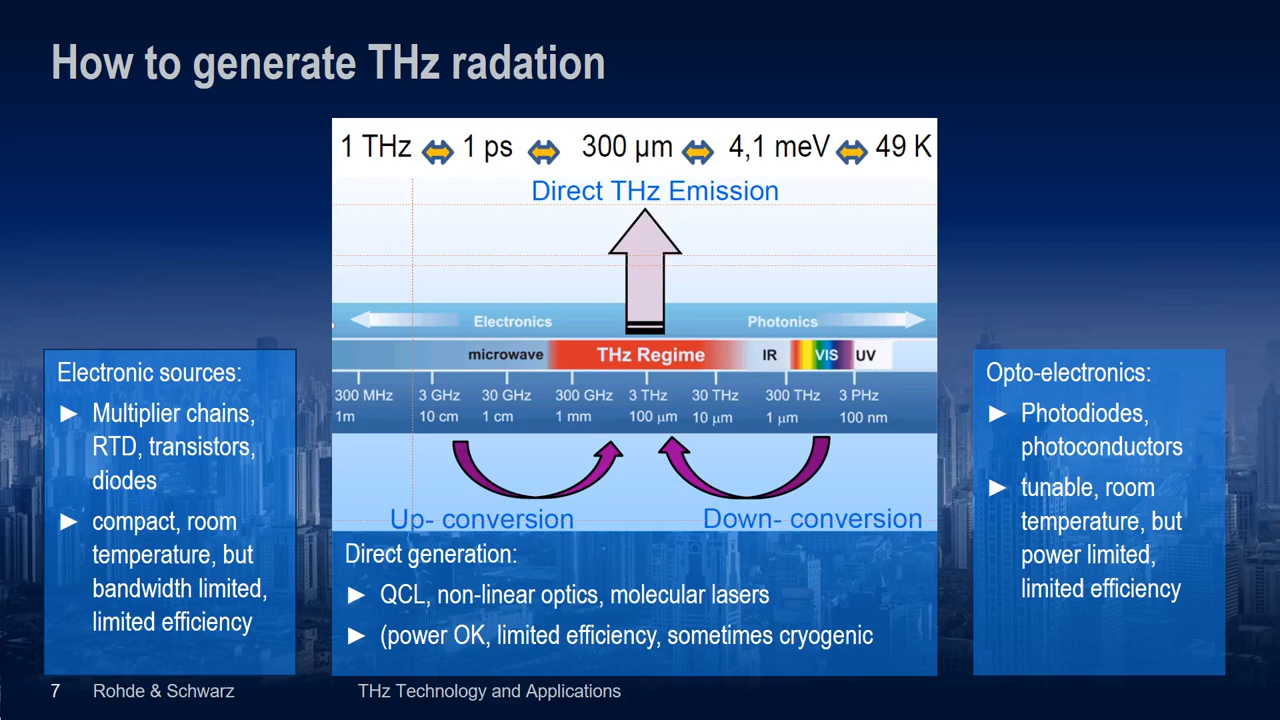 How to generate THz radation
1 THz 1 ps 300 µm 4,1 meV 49 K
Direct THz Emission
Electronics Photonics
microwave THz Regime IR VIS UV
300 MHz 3 GHz 30 GHz 300 GHz 3 THz 30 THz 300 THz 3 PHz
1m 10 cm 1 cm 1 mm 100 µm 10 µm 1 µm 100 nm
Up- conversion Down- conversion
Electronic sources:
► Multiplier chains,
RTD, transistors,
diodes
► compact, room
temperature, but
bandwidth limited,
limited efficiency
Direct generation:
► QCL, non-linear optics, molecular lasers
► (power OK, limited efficiency, sometimes cryogenic
Opto-electronics:
► Photodiodes,
photoconductors
► tunable, room
temperature, but
power limited,
limited efficiency
7 Rohde & Schwarz THz Technology and Applications